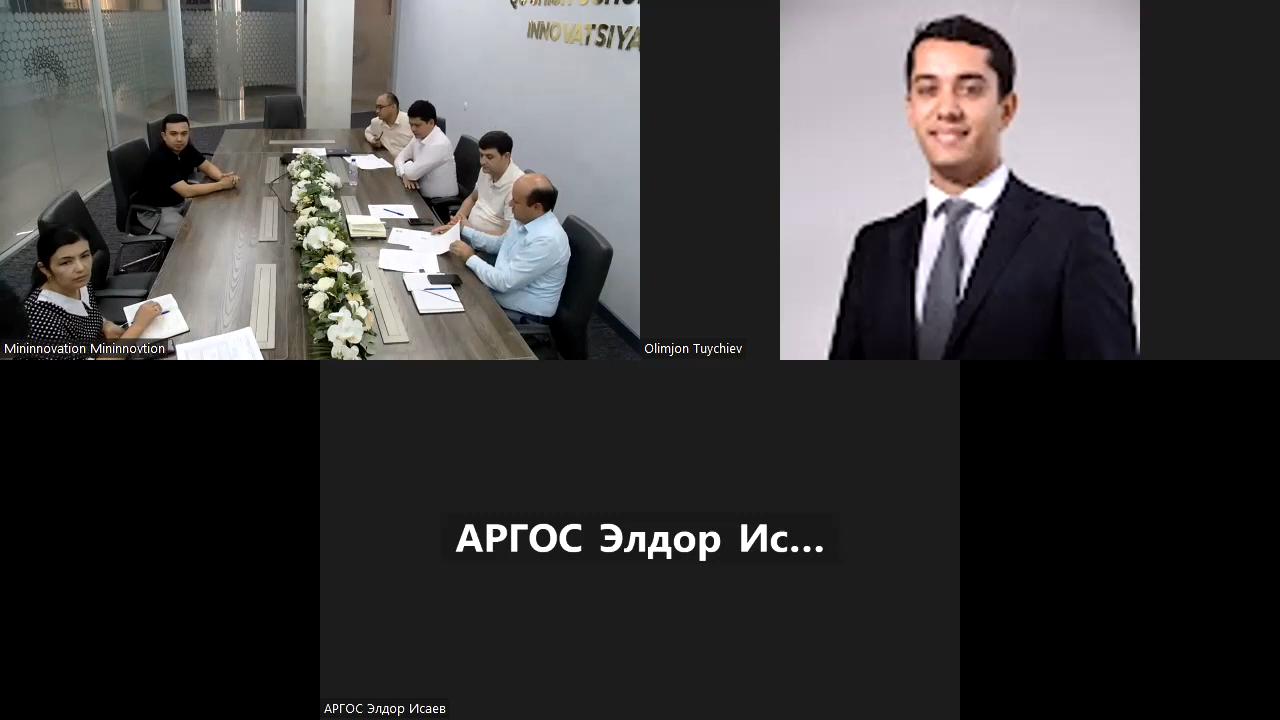 INNOVATSIYA
Mininnovation Mininnovtion
Olimjon Tuychiev
АРГОС Элдор Ис...
АРГОС Элдор Исаев